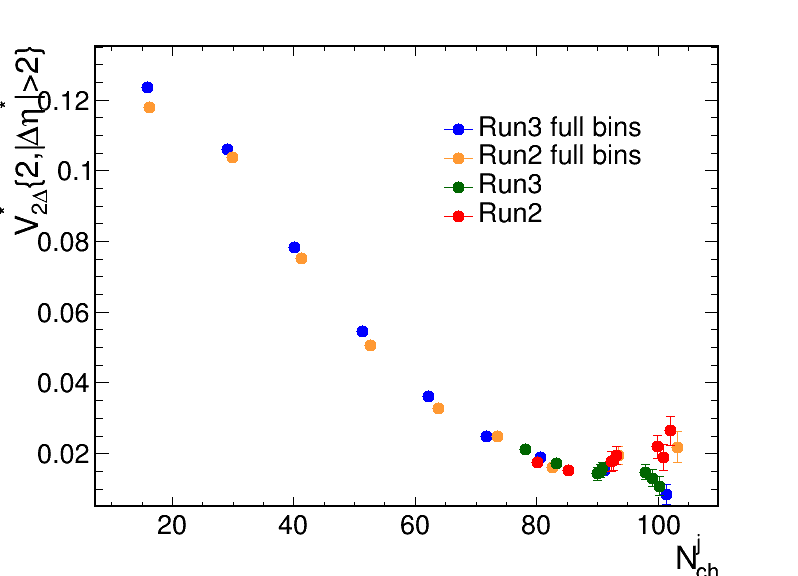 V*2Δ{2,|Δη*|>2}
0.12
0.1
0.08
0.06
0.04
0.02
Run3 full bins
Run2 full bins
Run3
Run2
20 40 60 80 100
N^j_ch